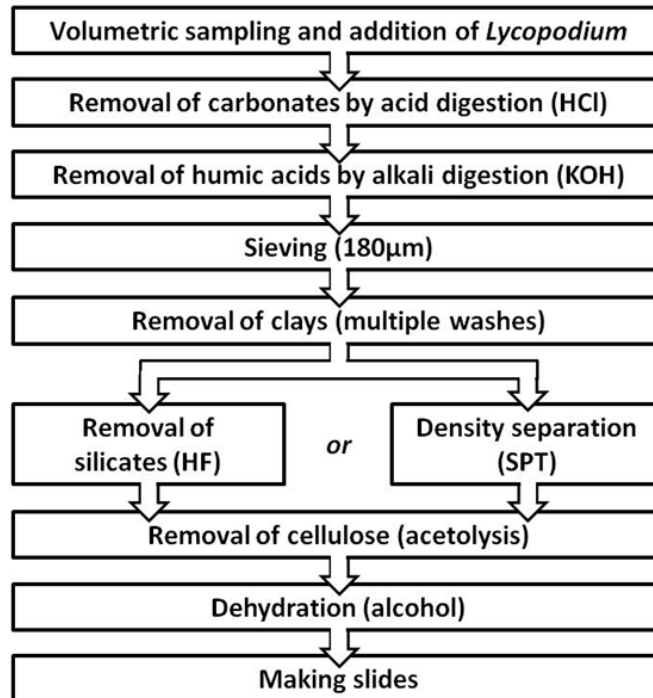 Volumetric sampling and addition of Lycopodium
Removal of carbonates by acid digestion (HCl)
Removal of humic acids by alkali digestion (KOH)
Sieving (180µm)
Removal of clays (multiple washes)
Removal of
silicates (HF)
or
Density separation
(SPT)
Removal of cellulose (acetolysis)
Dehydration (alcohol)
Making slides